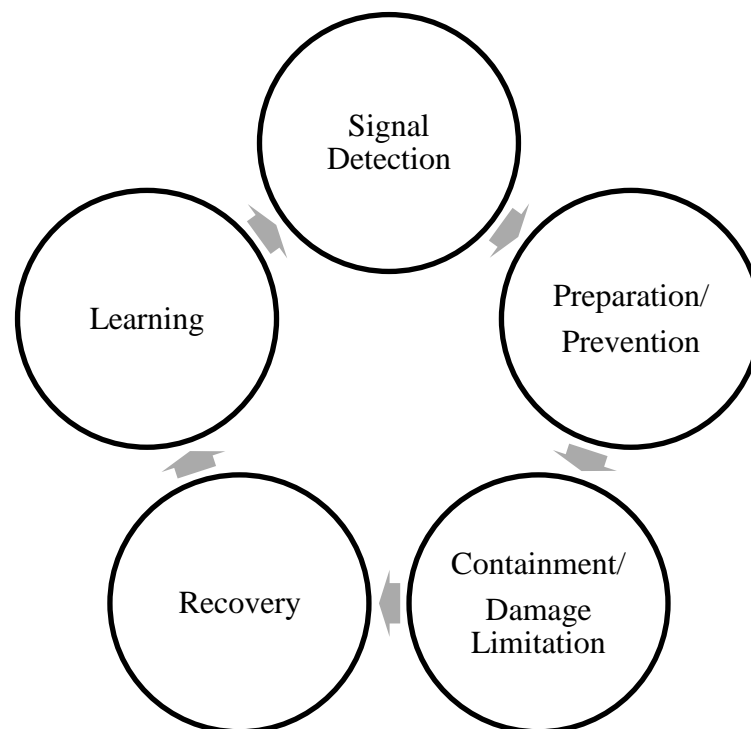 Signal
Detection
Preparation/
Prevention
Containment/
Damage
Limitation
Recovery
Learning